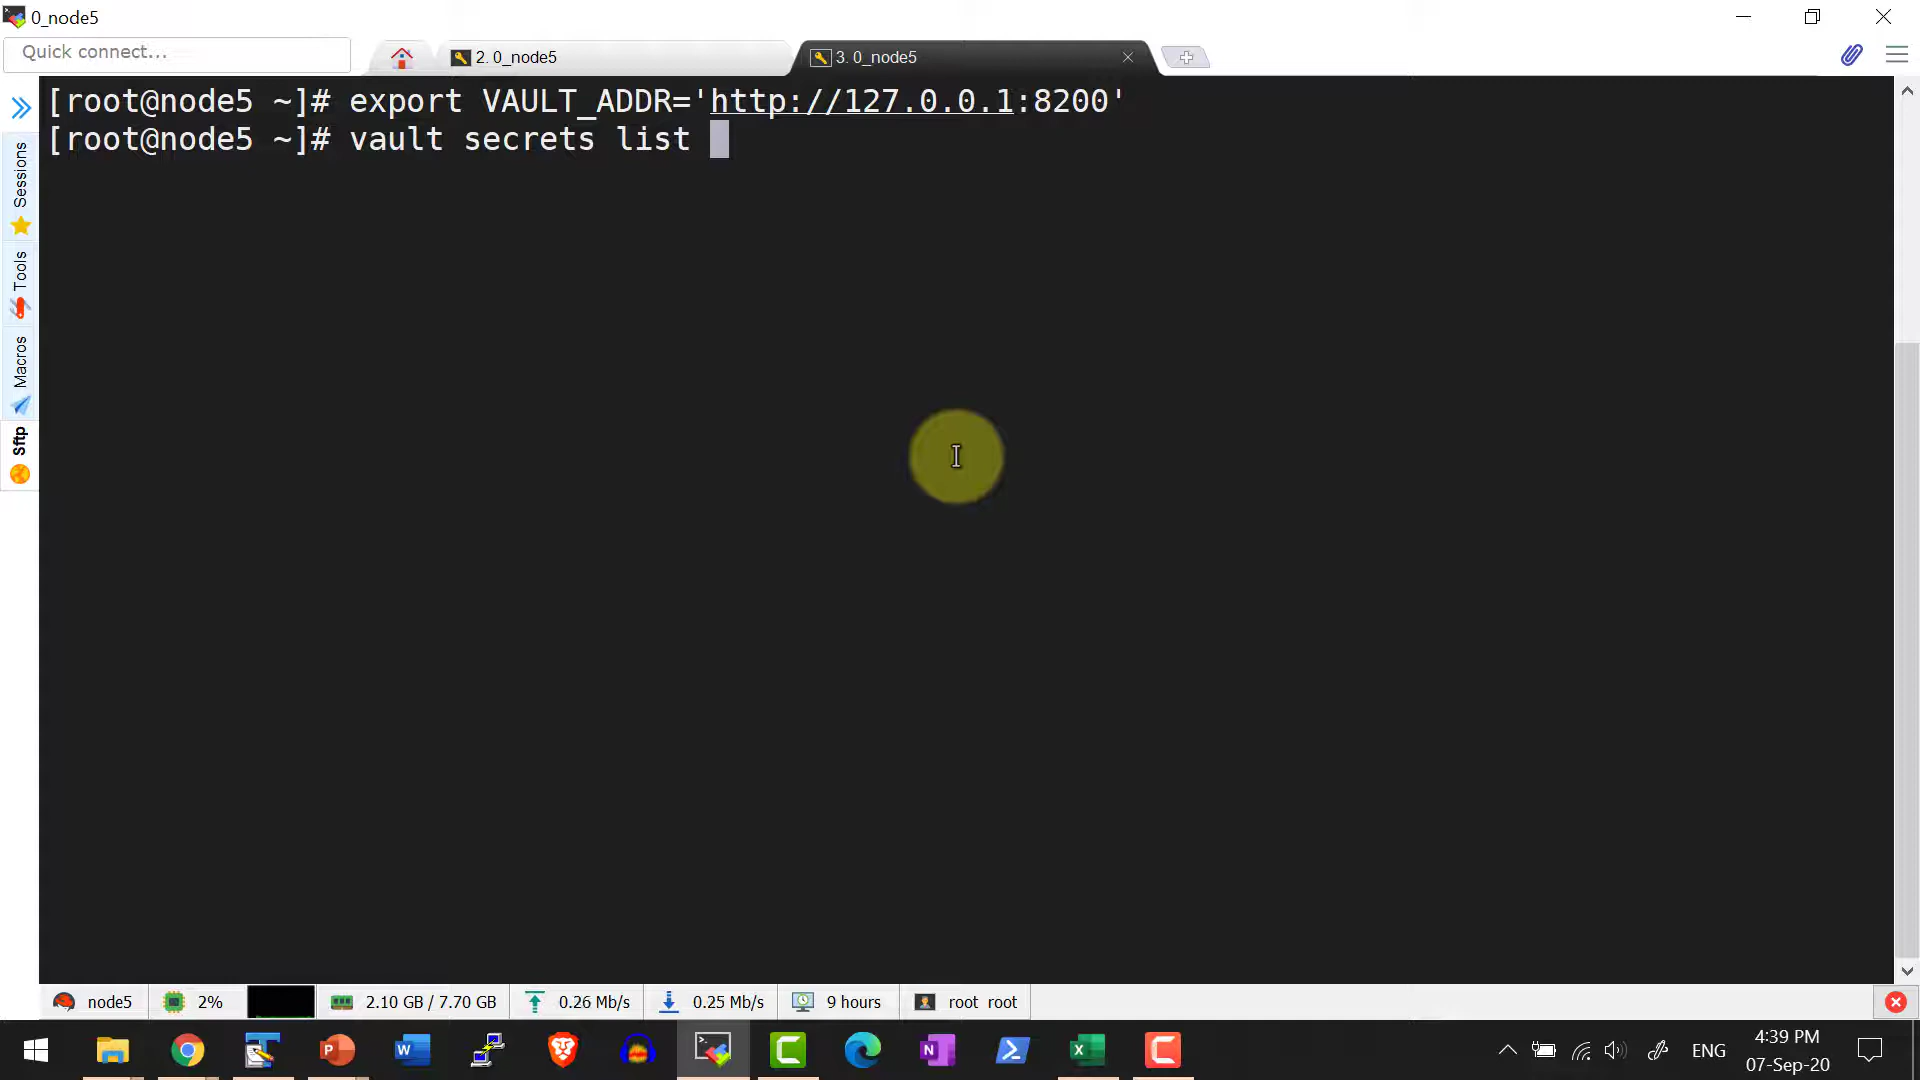 0_node5
Quick connect...
2. 0_node5
3. 0_node5
[root@node5 ~]# export VAULT_ADDR='http://127.0.0.1:8200'
[root@node5 ~]# vault secrets list
Sessions
Tools
Macros
Sftp
node5
2%
2.10 GB / 7.70 GB
0.26 Mb/s
0.25 Mb/s
9 hours
root root
ENG
4:39 PM
07-Sep-20